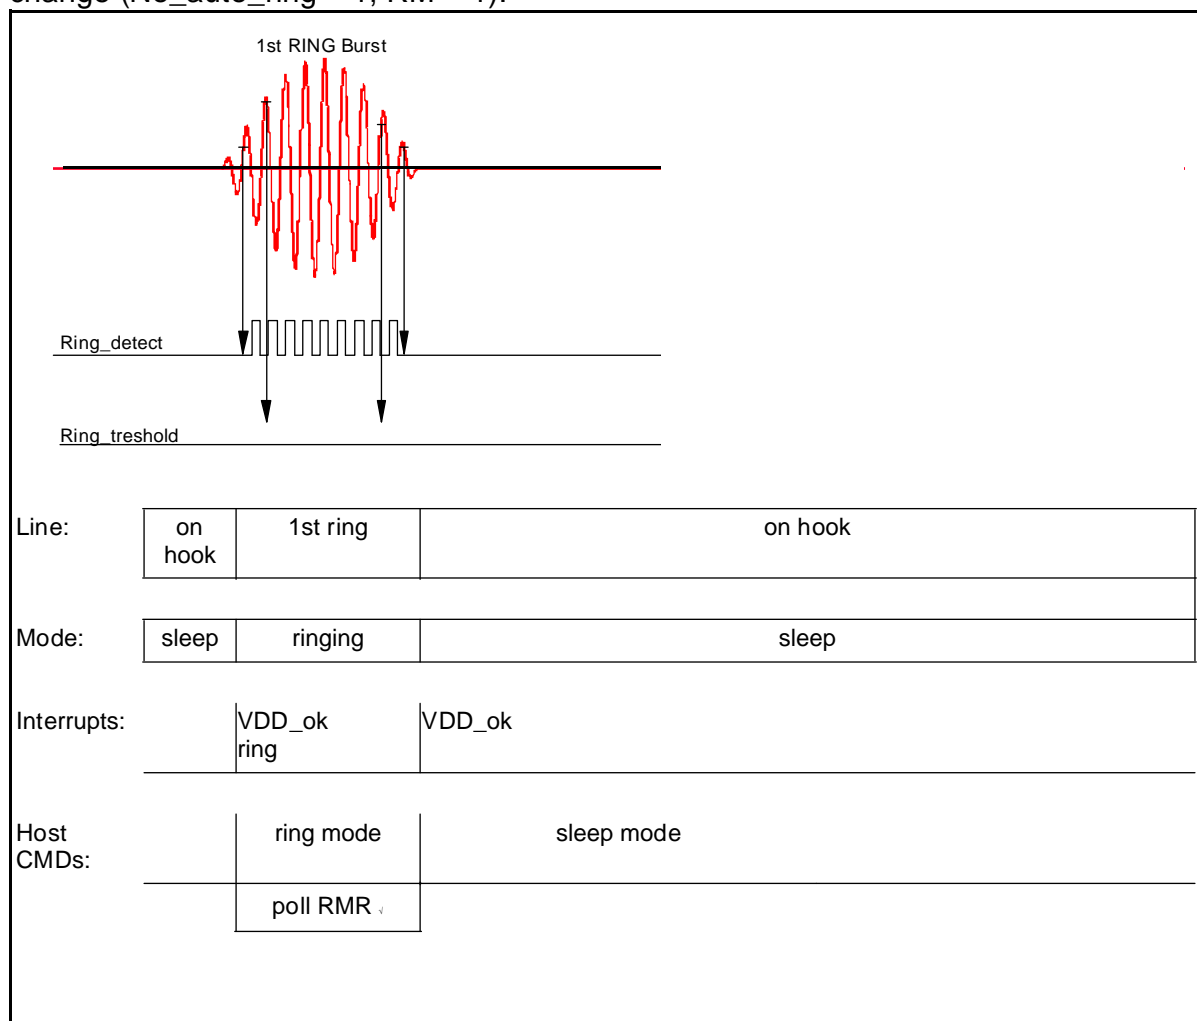 1st RING Burst
Ring_detect
Ring_treshold
Line:
on
hook
1st ring
on hook
Mode:
sleep
ringing
sleep
Interrupts:
VDD_ok
ring
VDD_ok
Host
CMDs:
ring mode
sleep mode
poll RMR √